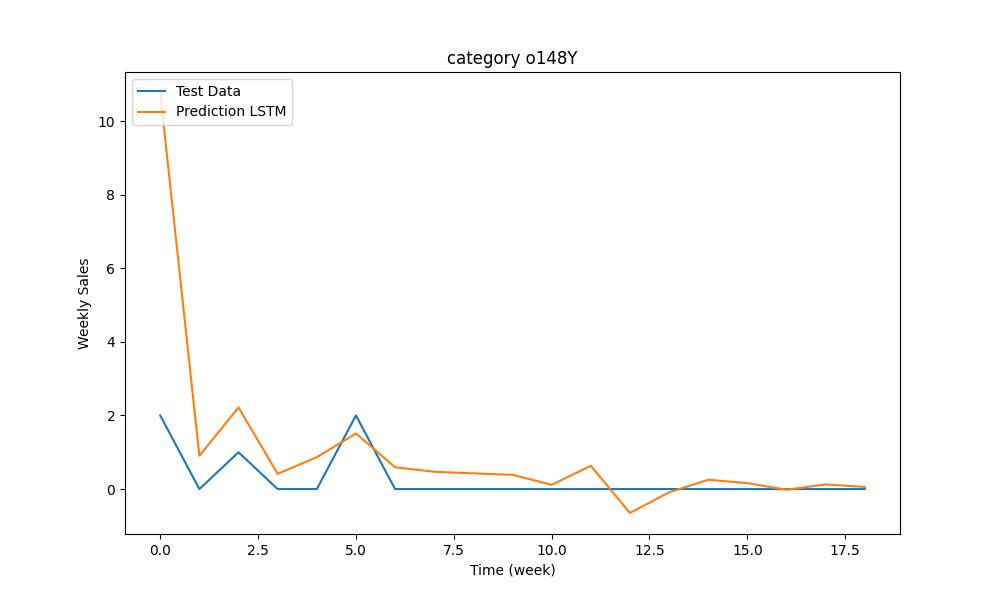 category o148Y
Test Data
Prediction LSTM
Weekly Sales
10
8
6
4
2
0
0.0 2.5 5.0 7.5 10.0 12.5 15.0 17.5
Time (week)